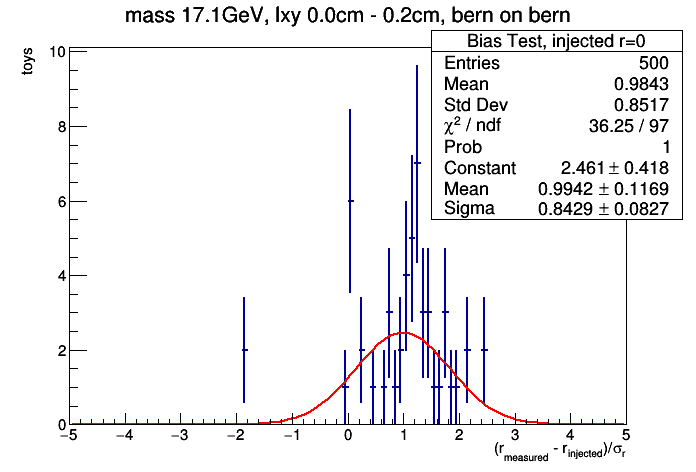 mass 17.1GeV, lxy 0.0cm - 0.2cm, bern on bern
Bias Test, injected r=0
Entries 500
Mean 0.9843
Std Dev 0.8517
χ² / ndf 36.25 / 97
Prob 1
Constant 2.461 ± 0.418
Mean 0.9942 ± 0.1169
Sigma 0.8429 ± 0.0827
toys
10
8
6
4
2
0
−5 −4 −3 −2 −1 0 1 2 3 4 5
(r_measured - r_injected)/σ_r